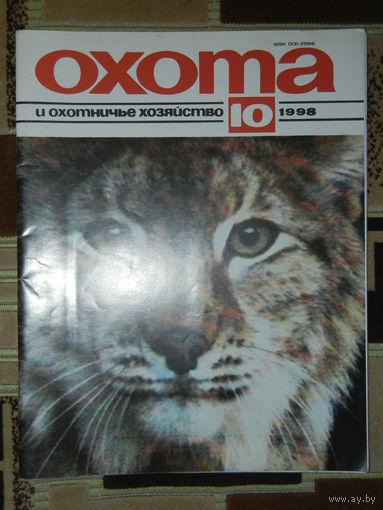 ISSN 0131-2596
охота
и охотничье хозяйство 10 1998
www.ay.by